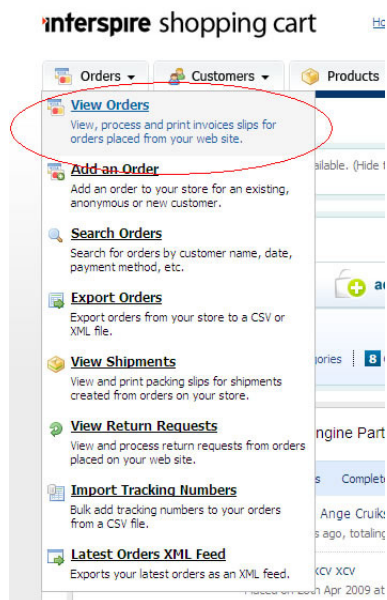 interspire shopping cart
Orders Customers Products
View Orders
View, process and print invoices slips for
orders placed from your web site.
Add an Order
ailable. (Hide
Add an order to your store for an existing,
anonymous or new customer.
Search Orders
Search for orders by customer name, date,
payment method, etc.
Export Orders
Export orders from your store to a CSV or
XML file.
View Shipments
ories 8
View and print packing slips for shipments
created from orders on your store.
View Return Requests
ngine Part
View and process return requests from orders
placed on your web site.
Import Tracking Numbers
s Complet
Bulk add tracking numbers to your orders
from a CSV file.
Ange Cruiks
s ago, totaling
Latest Orders XML Feed
Exports your latest orders as an XML feed.
xcv xcv
Apr 2009 at